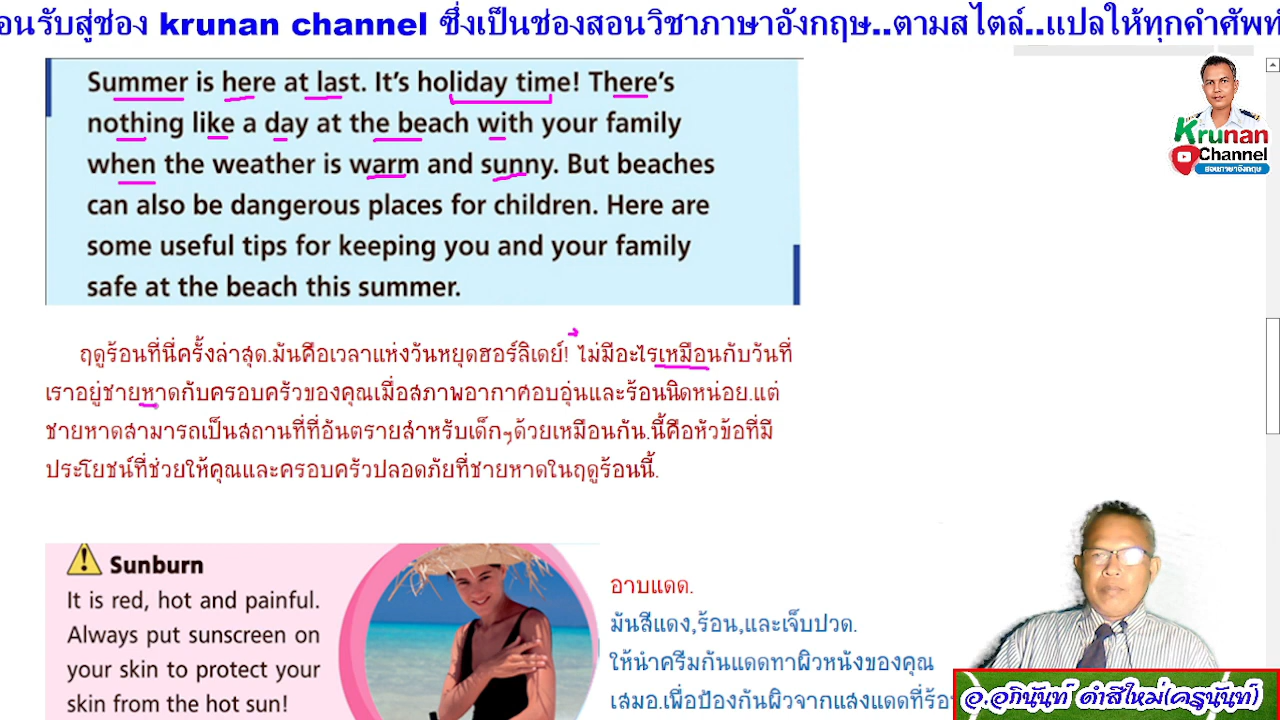 อนรับสู่ช่อง krunan channel ซึ่งเป็นช่องสอนวิชาภาษาอังกฤษ..ตามสไตล์..แปลให้ทุกคำศัพท์
Krunan
Channel
สอนภาษาอังกฤษ
Summer is here at last. It's holiday time! There's
nothing like a day at the beach with your family
when the weather is warm and sunny. But beaches
can also be dangerous places for children. Here are
some useful tips for keeping you and your family
safe at the beach this summer.
ฤดูร้อนที่นี่ครั้งล่าสุด.มันคือเวลาแห่งวันหยุดฮอร์ลิเดย์! ไม่มีอะไรเหมือนกับวันที่
เราอยู่ชายหาดกับครอบครัวของคุณเมื่อสภาพอากาศอบอุ่นและร้อนนิดหน่อย.แต่
ชายหาดสามารถเป็นสถานที่ที่อันตรายสำหรับเด็กๆด้วยเหมือนกัน.นี้คือหัวข้อที่มี
ประโยชน์ที่ช่วยให้คุณและครอบครัวปลอดภัยที่ชายหาดในฤดูร้อนนี้.
Sunburn
It is red, hot and painful.
Always put sunscreen on
your skin to protect your
skin from the hot sun!
อาบแดด.
มันสีแดง,ร้อน,และเจ็บปวด.
ให้นำครีมกันแดดทาผิวหนังของคุณ
เสมอ.เพื่อป้องกันผิวจากแสงแดดที่ร้อ
อ.อภินันท์ คำสีใหม่(ครูนันท์)